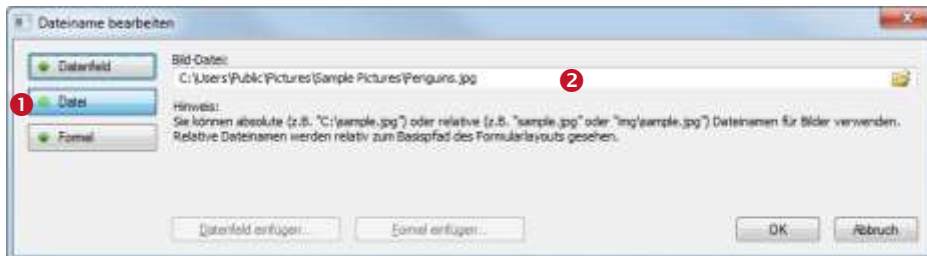 Dateiname bearbeiten
Datenfeld
Bild-Datei:
C:\Users\Public\Pictures\Sample Pictures\Penguins.jpg
2
1
Datei
Hinweis:
Sie können absolute (z.B. "C:\sample.jpg") oder relative (z.B. "sample.jpg" oder "img\sample.jpg") Dateinamen für Bilder verwenden.
Formel
Relative Dateinamen werden relativ zum Basispfad des Formularlayouts gesehen.
Datenfeld einfügen...
Formel einfügen...
OK
Abbruch